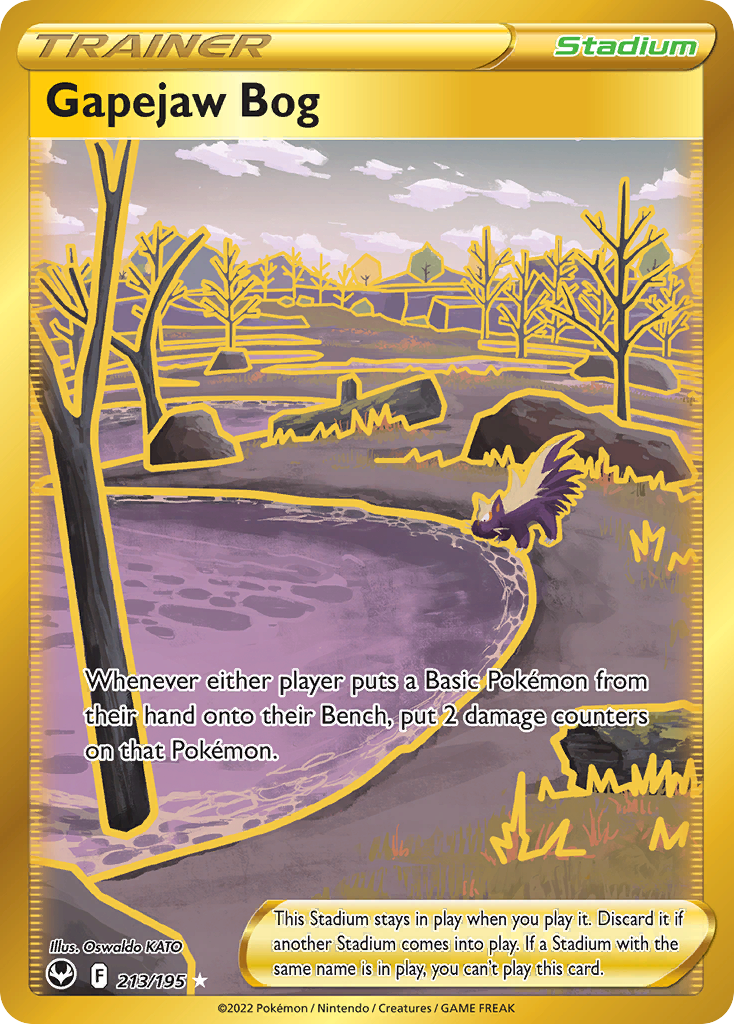 TRAINER Stadium
Gapejaw Bog
Whenever either player puts a Basic Pokémon from
their hand onto their Bench, put 2 damage counters
on that Pokémon.
This Stadium stays in play when you play it. Discard it if
another Stadium comes into play. If a Stadium with the
same name is in play, you can't play this card.
Illus. Oswaldo KATO
F 213/195 ★
©2022 Pokémon / Nintendo / Creatures / GAME FREAK